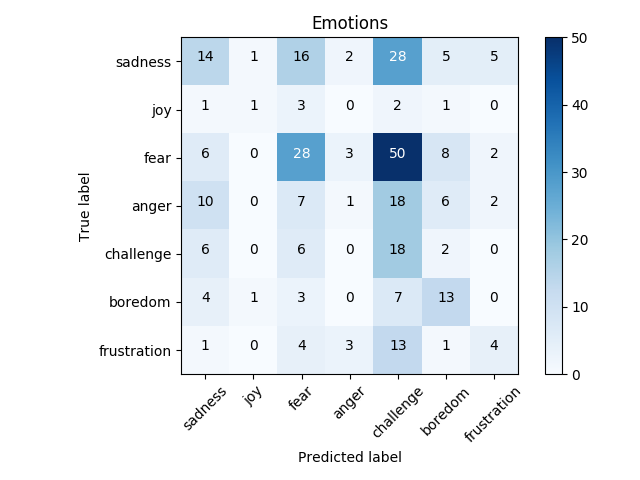 Emotions
True label
sadness 14 1 16 2 28 5 5
joy 1 1 3 0 2 1 0
fear 6 0 28 3 50 8 2
anger 10 0 7 1 18 6 2
challenge 6 0 6 0 18 2 0
boredom 4 1 3 0 7 13 0
frustration 1 0 4 3 13 1 4
sadness joy fear anger challenge boredom frustration
Predicted label
50
40
30
20
10
0